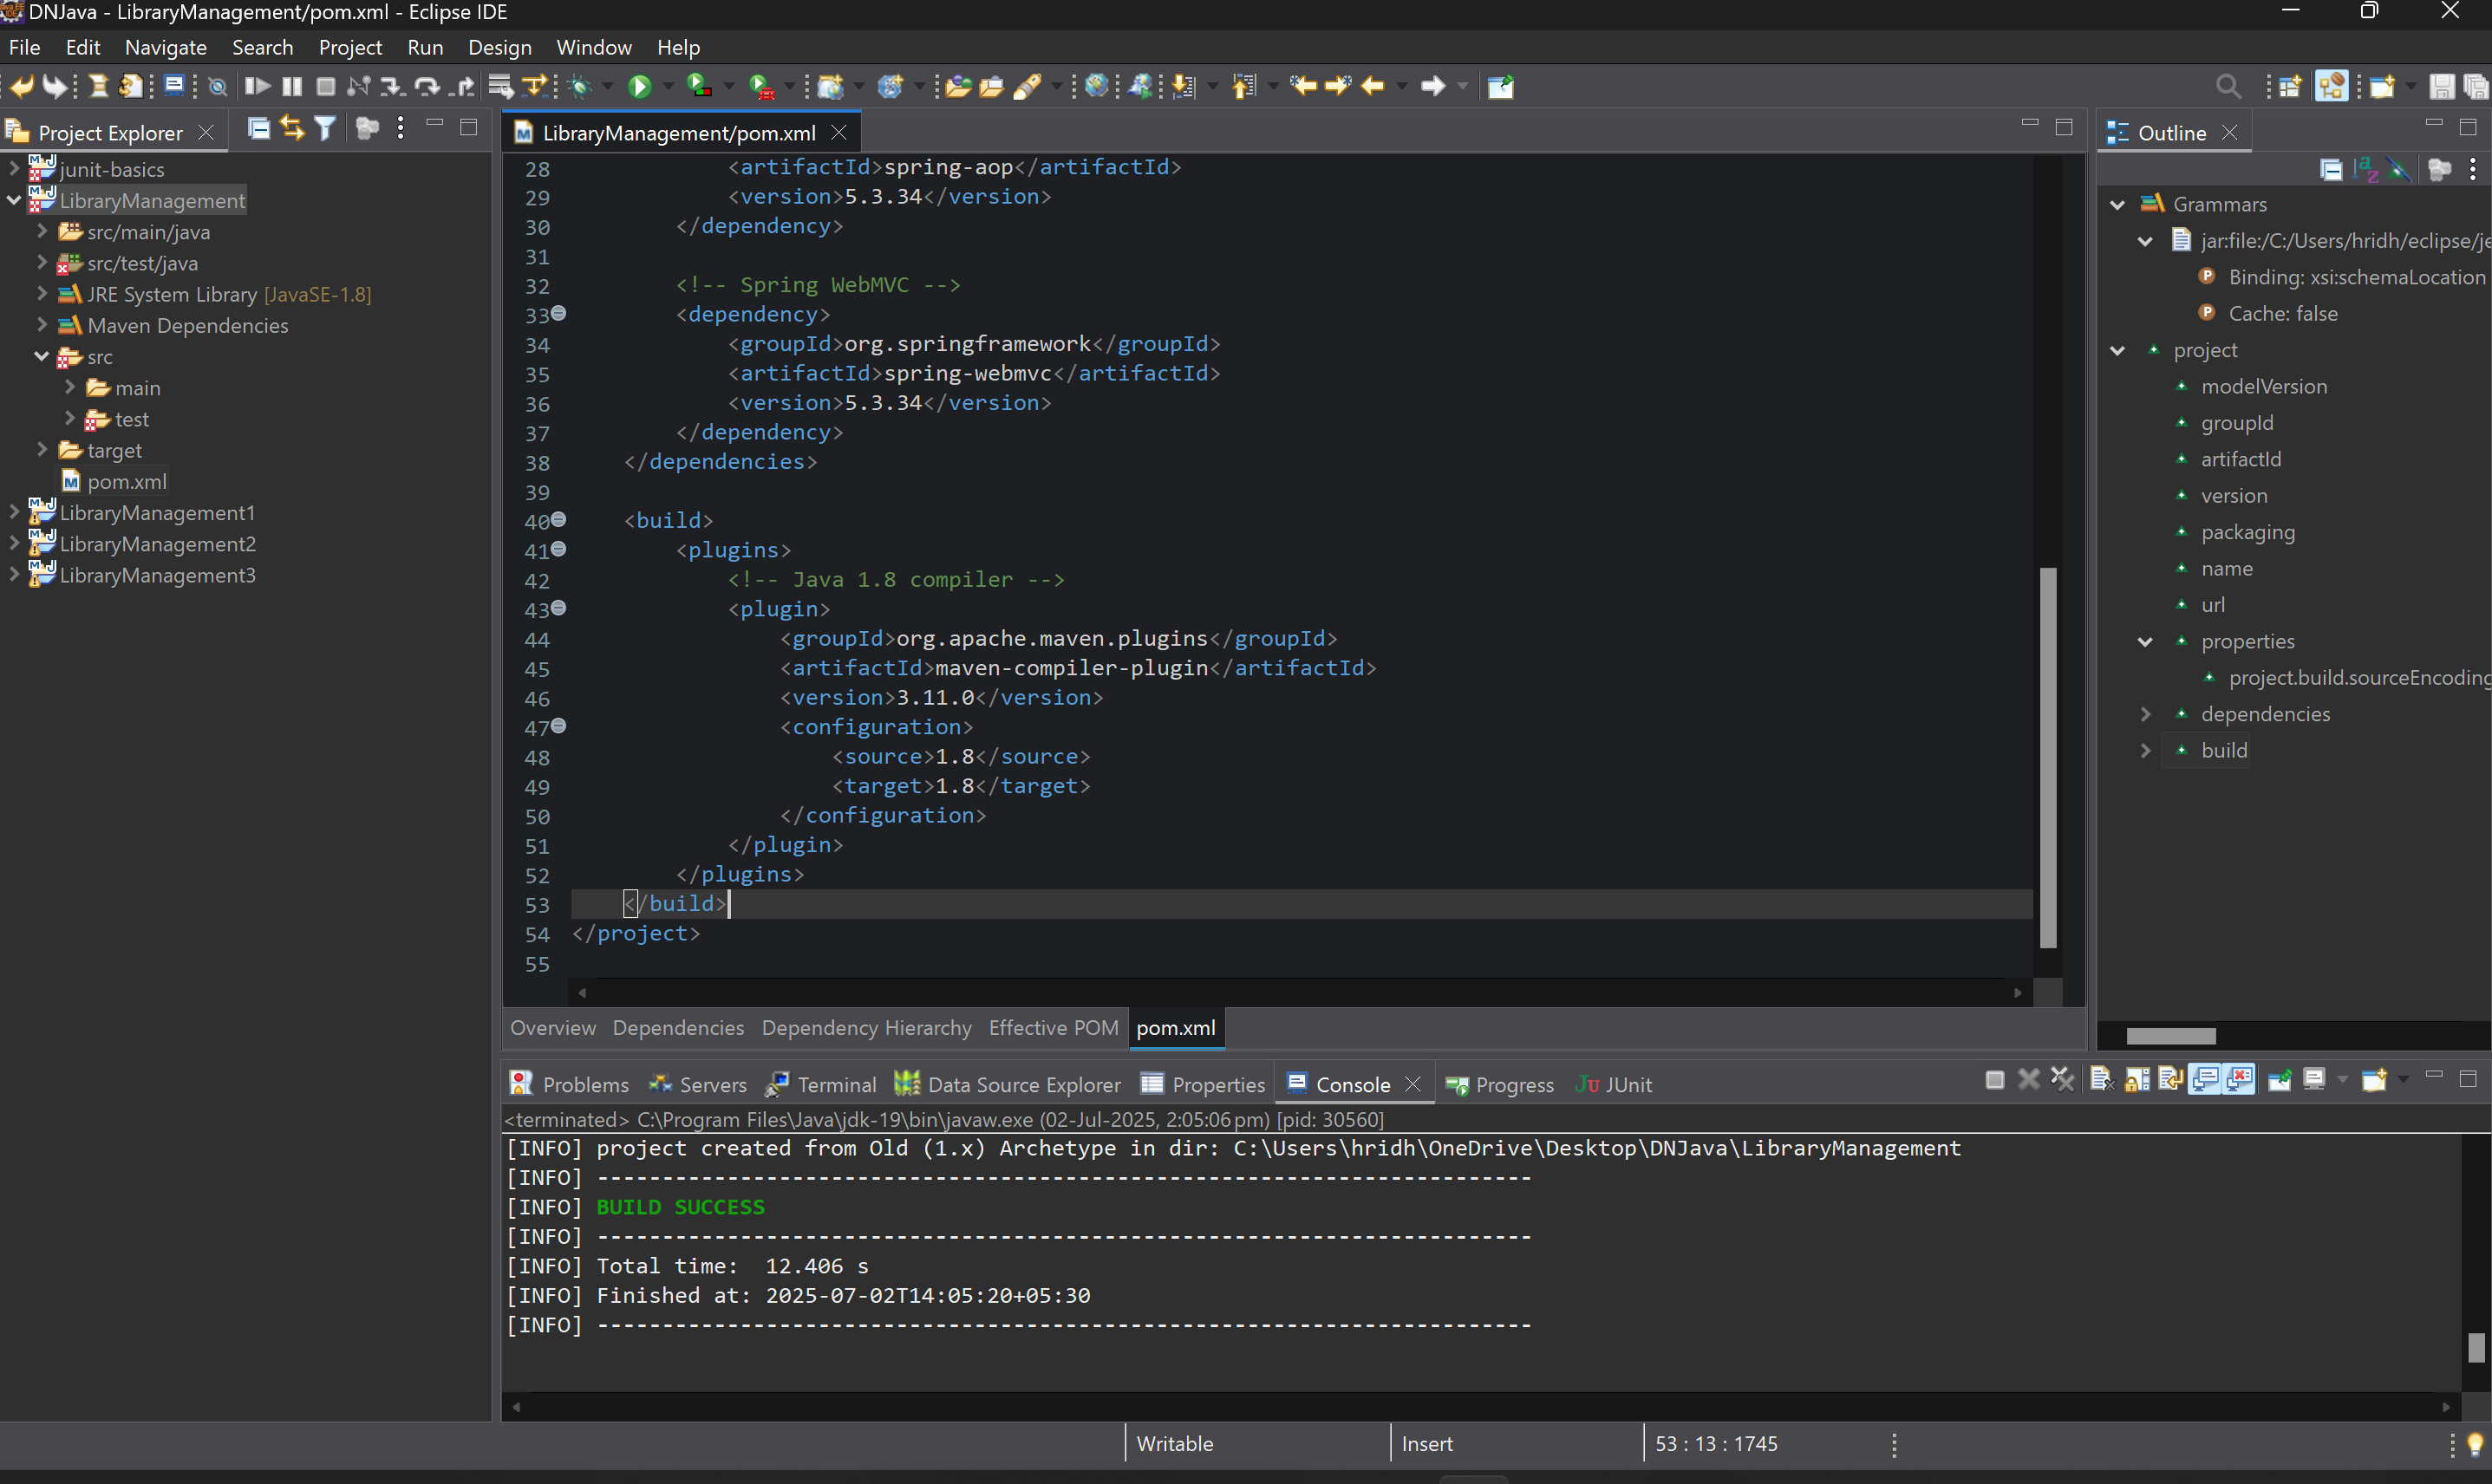 DNJava - LibraryManagement/pom.xml - Eclipse IDE
File Edit Navigate Search Project Run Design Window Help
Project Explorer
junit-basics
LibraryManagement
src/main/java
src/test/java
JRE System Library [JavaSE-1.8]
Maven Dependencies
src
main
test
target
pom.xml
LibraryManagement1
LibraryManagement2
LibraryManagement3
LibraryManagement/pom.xml
28 <artifactId>spring-aop</artifactId>
29 <version>5.3.34</version>
30 </dependency>
31
32 <!-- Spring WebMVC -->
33 <dependency>
34 <groupId>org.springframework</groupId>
35 <artifactId>spring-webmvc</artifactId>
36 <version>5.3.34</version>
37 </dependency>
38 </dependencies>
39
40 <build>
41 <plugins>
42 <!-- Java 1.8 compiler -->
43 <plugin>
44 <groupId>org.apache.maven.plugins</groupId>
45 <artifactId>maven-compiler-plugin</artifactId>
46 <version>3.11.0</version>
47 <configuration>
48 <source>1.8</source>
49 <target>1.8</target>
50 </configuration>
51 </plugin>
52 </plugins>
53 </build>
54 </project>
55
Overview Dependencies Dependency Hierarchy Effective POM pom.xml
Outline
Grammars
jar:file:/C:/Users/hridh/eclipse/je
Binding: xsi:schemaLocation
Cache: false
project
modelVersion
groupId
artifactId
version
packaging
name
url
properties
project.build.sourceEncoding
dependencies
build
Problems Servers Terminal Data Source Explorer Properties Console Progress JUnit
<terminated> C:\Program Files\Java\jdk-19\bin\javaw.exe (02-Jul-2025, 2:05:06 pm) [pid: 30560]
[INFO] project created from Old (1.x) Archetype in dir: C:\Users\hridh\OneDrive\Desktop\DNJava\LibraryManagement
[INFO] ------------------------------------------------------------------------
[INFO] BUILD SUCCESS
[INFO] ------------------------------------------------------------------------
[INFO] Total time:  12.406 s
[INFO] Finished at: 2025-07-02T14:05:20+05:30
[INFO] ------------------------------------------------------------------------
Writable Insert 53 : 13 : 1745